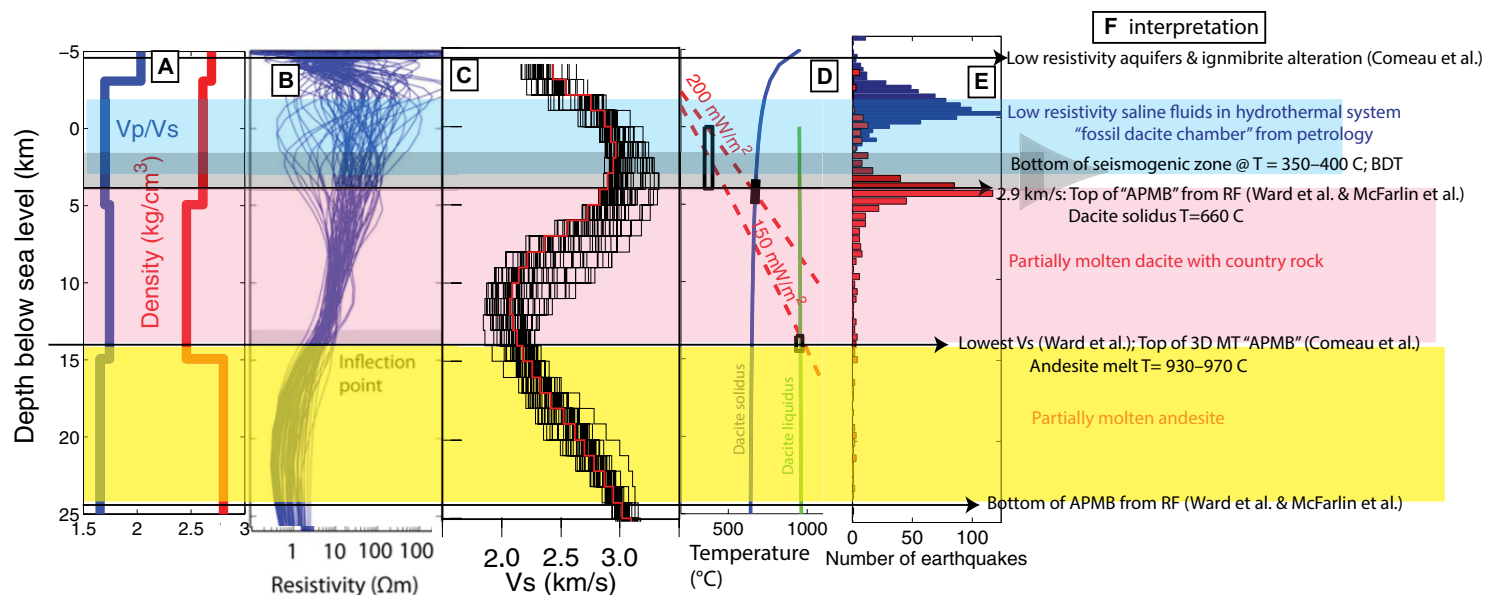 F interpretation
A
B
C
D
E
−5
0
5
10
15
20
25
Depth below sea level (km)
Vp/Vs
Density (kg/cm³)
1.5 2 2.5 3
Inflection
point
1 10 100 100
Resistivity (Ωm)
2.0 2.5 3.0
Vs (km/s)
200 mW/m²
150 mW/m²
Dacite solidus
Dacite liquidus
500 1000
Temperature
(°C)
0 50 100
Number of earthquakes
Low resistivity aquifers & ignmibrite alteration (Comeau et al.)
Low resistivity saline fluids in hydrothermal system
“fossil dacite chamber” from petrology
Bottom of seismogenic zone @ T = 350–400 C; BDT
2.9 km/s: Top of “APMB” from RF (Ward et al. & McFarlin et al.)
Dacite solidus T=660 C
Partially molten dacite with country rock
Lowest Vs (Ward et al.); Top of 3D MT “APMB” (Comeau et al.)
Andesite melt T= 930–970 C
Partially molten andesite
Bottom of APMB from RF (Ward et al. & McFarlin et al.)